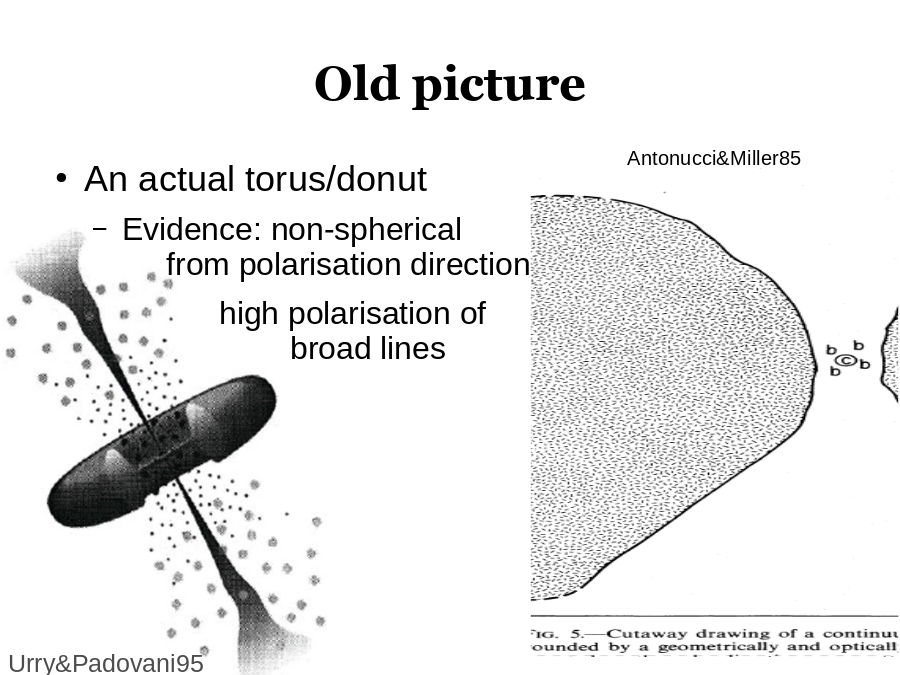 Old picture
Antonucci&Miller85
• An actual torus/donut
– Evidence: non-spherical
from polarisation direction
high polarisation of
broad lines
b
b
c
b
b
FIG. 5.—Cutaway drawing of a continu
ounded by a geometrically and optically
Urry&Padovani95